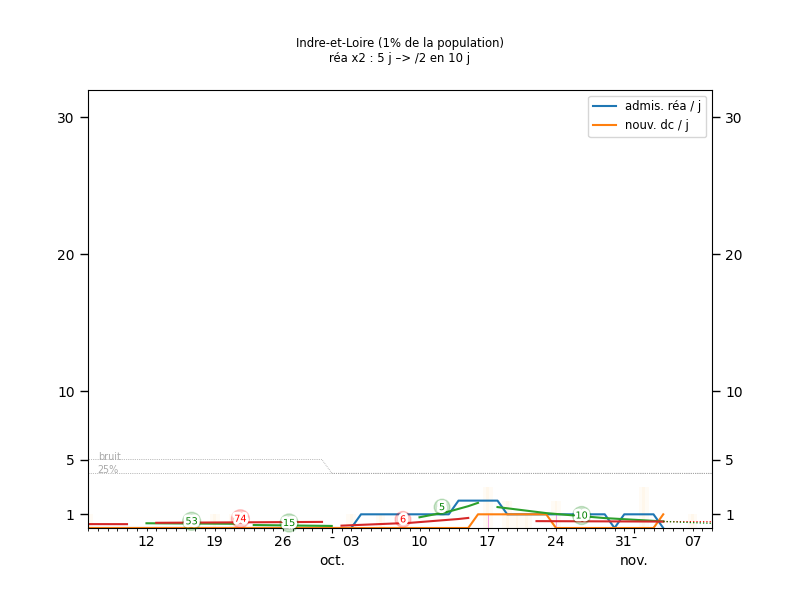 Indre-et-Loire (1% de la population)
réa x2 : 5 j –> /2 en 10 j
admis. réa / j
nouv. dc / j
30 30
20 20
10 10
5 5
1 1
bruit
25%
53 74 15 6 5 10
12 19 26 - 03 10 17 24 31 - 07
oct. nov.